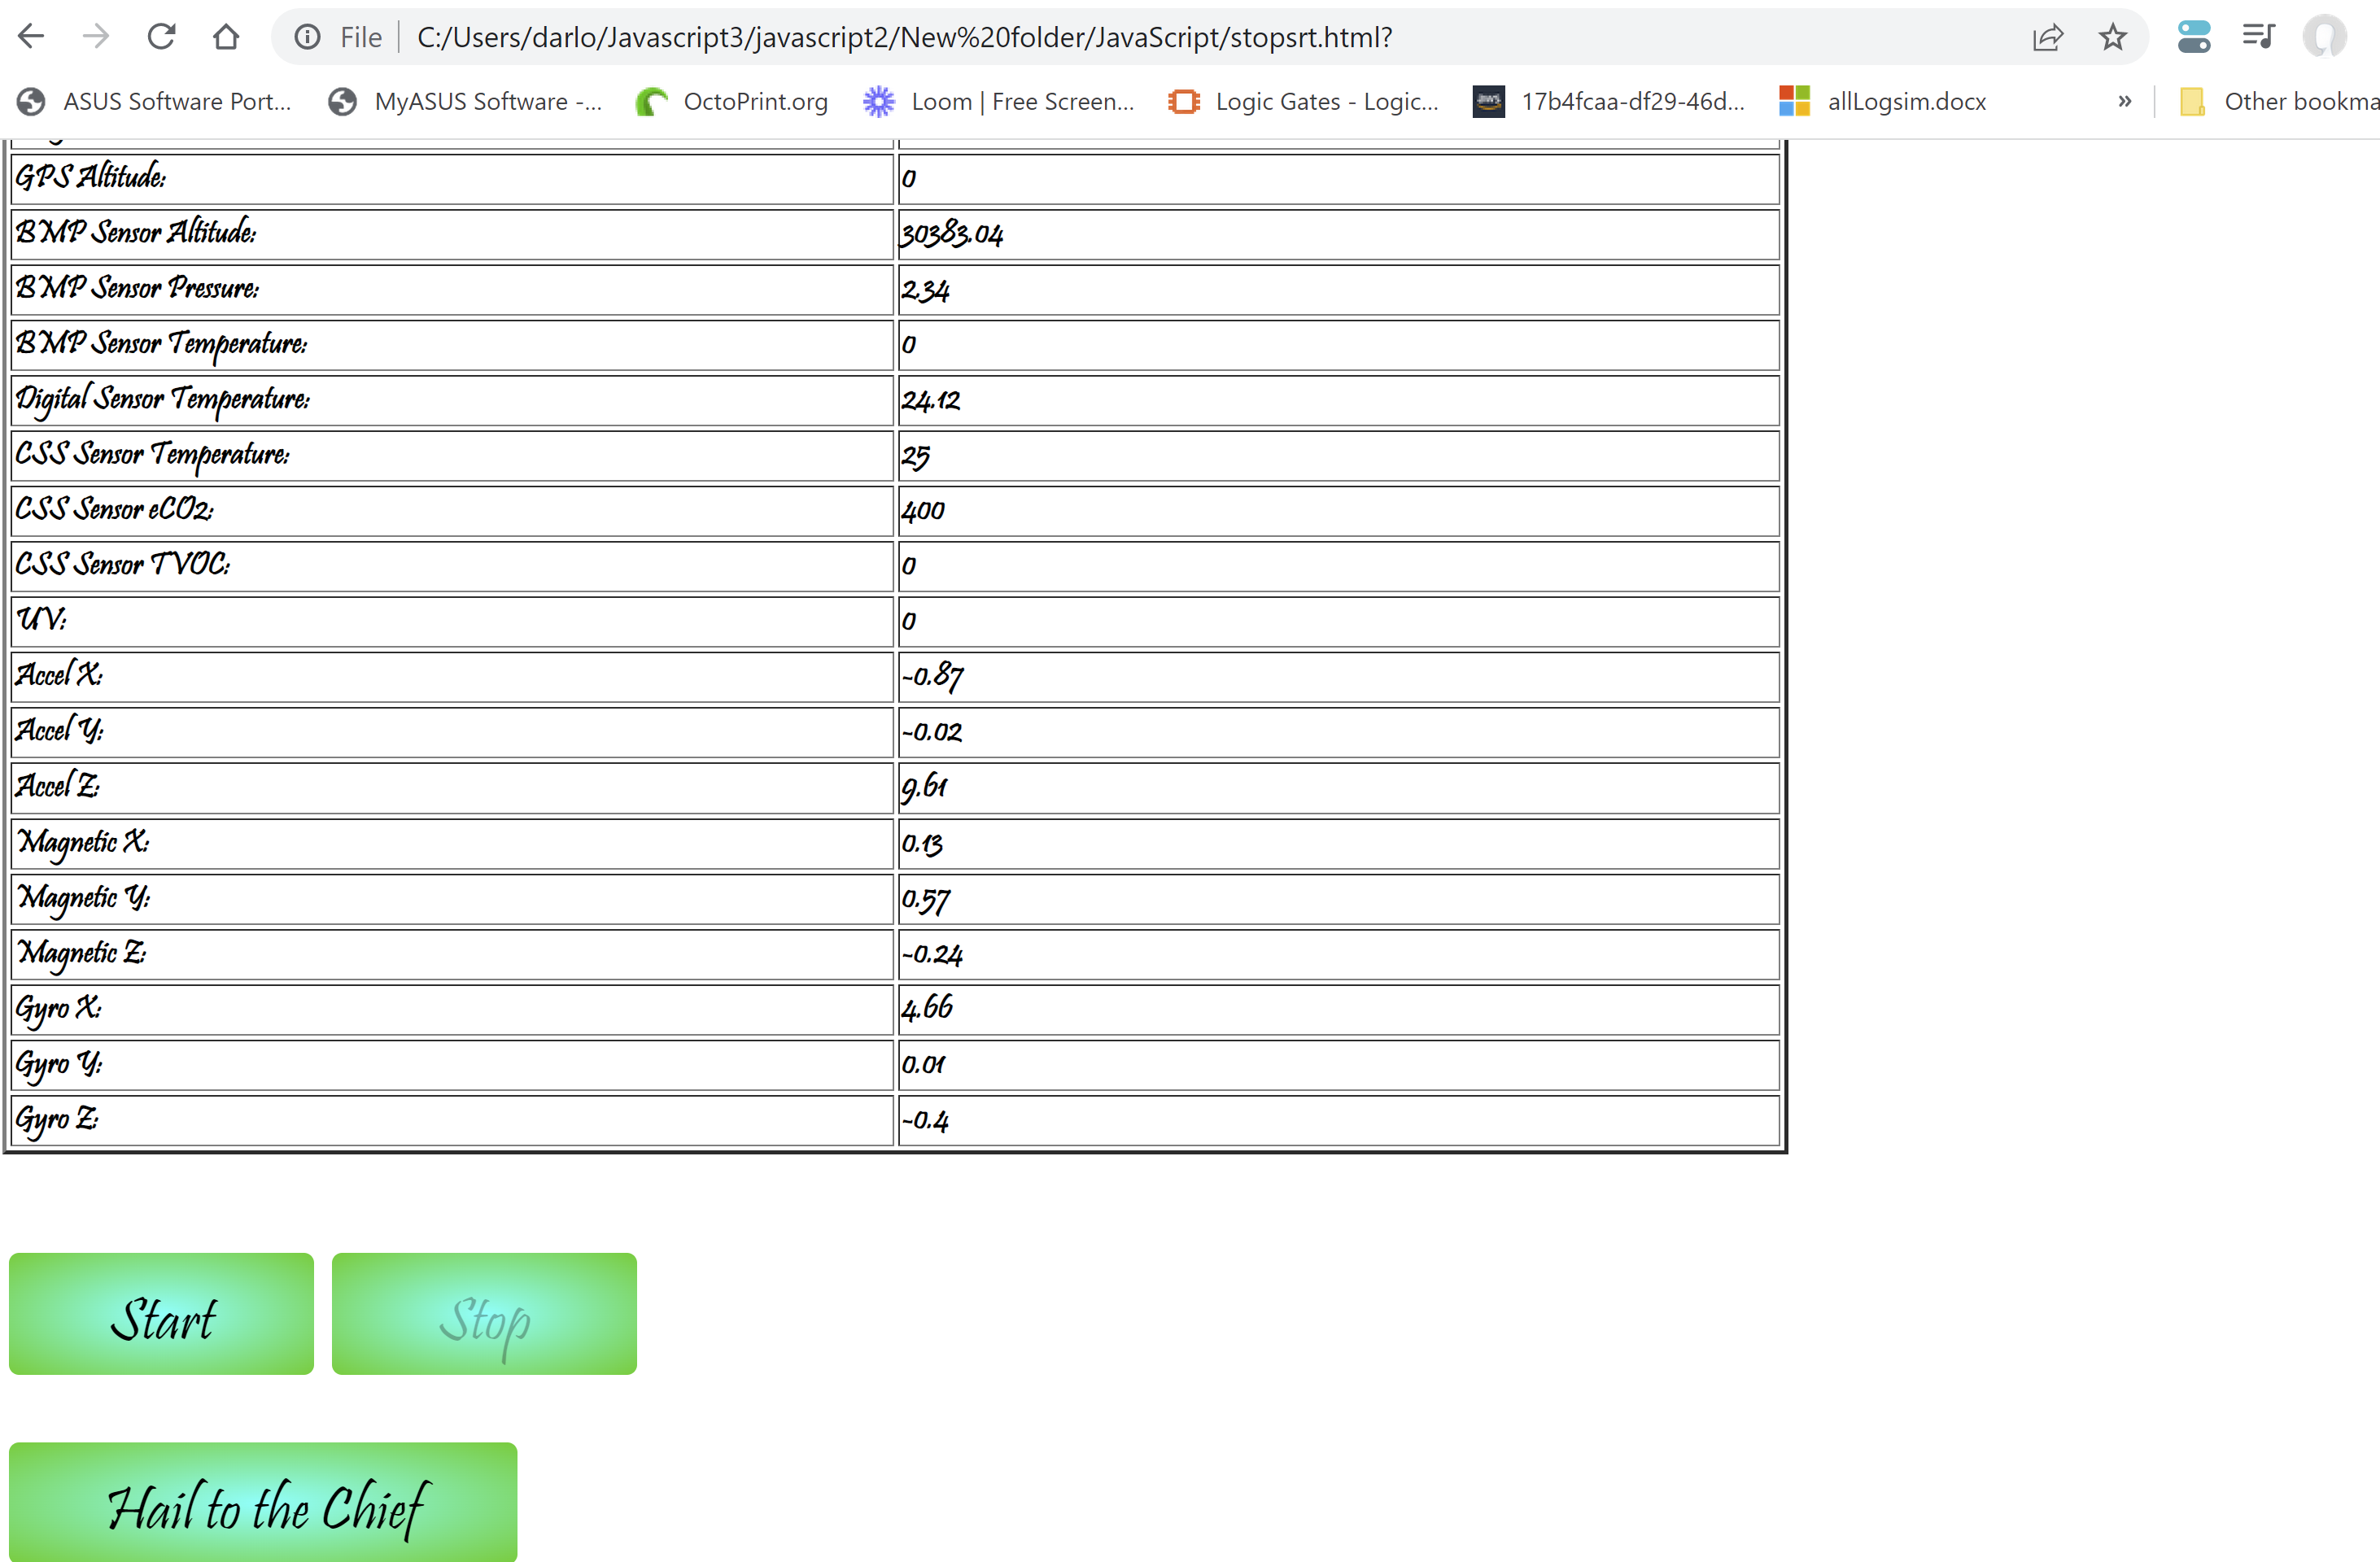 File C:/Users/darlo/Javascript3/javascript2/New%20folder/JavaScript/stopsrt.html?
ASUS Software Port... MyASUS Software -... OctoPrint.org Loom | Free Screen... Logic Gates - Logic... 17b4fcaa-df29-46d... allLogsim.docx » Other bookma
GPS Altitude: 0
BMP Sensor Altitude: 30383.04
BMP Sensor Pressure: 2.34
BMP Sensor Temperature: 0
Digital Sensor Temperature: 24.12
CSS Sensor Temperature: 25
CSS Sensor eCO2: 400
CSS Sensor TVOC: 0
UV: 0
Accel X: -0.87
Accel Y: -0.02
Accel Z: 9.61
Magnetic X: 0.13
Magnetic Y: 0.57
Magnetic Z: -0.24
Gyro X: 4.66
Gyro Y: 0.01
Gyro Z: -0.4
Start Stop
Hail to the Chief